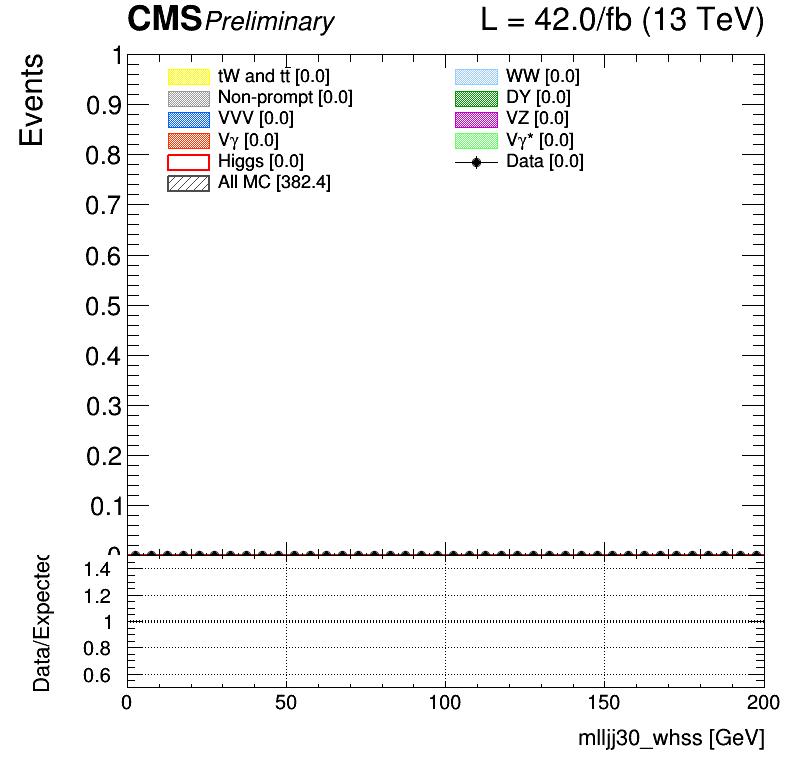 CMS Preliminary L = 42.0/fb (13 TeV)
Events
1
0.9
0.8
0.7
0.6
0.5
0.4
0.3
0.2
0.1
0
tW and tt̄ [0.0]
Non-prompt [0.0]
VVV [0.0]
Vγ [0.0]
Higgs [0.0]
All MC [382.4]
WW [0.0]
DY [0.0]
VZ [0.0]
Vγ* [0.0]
Data [0.0]
Data/Expected
1.4
1.2
1
0.8
0.6
0 50 100 150 200
mlljj30_whss [GeV]